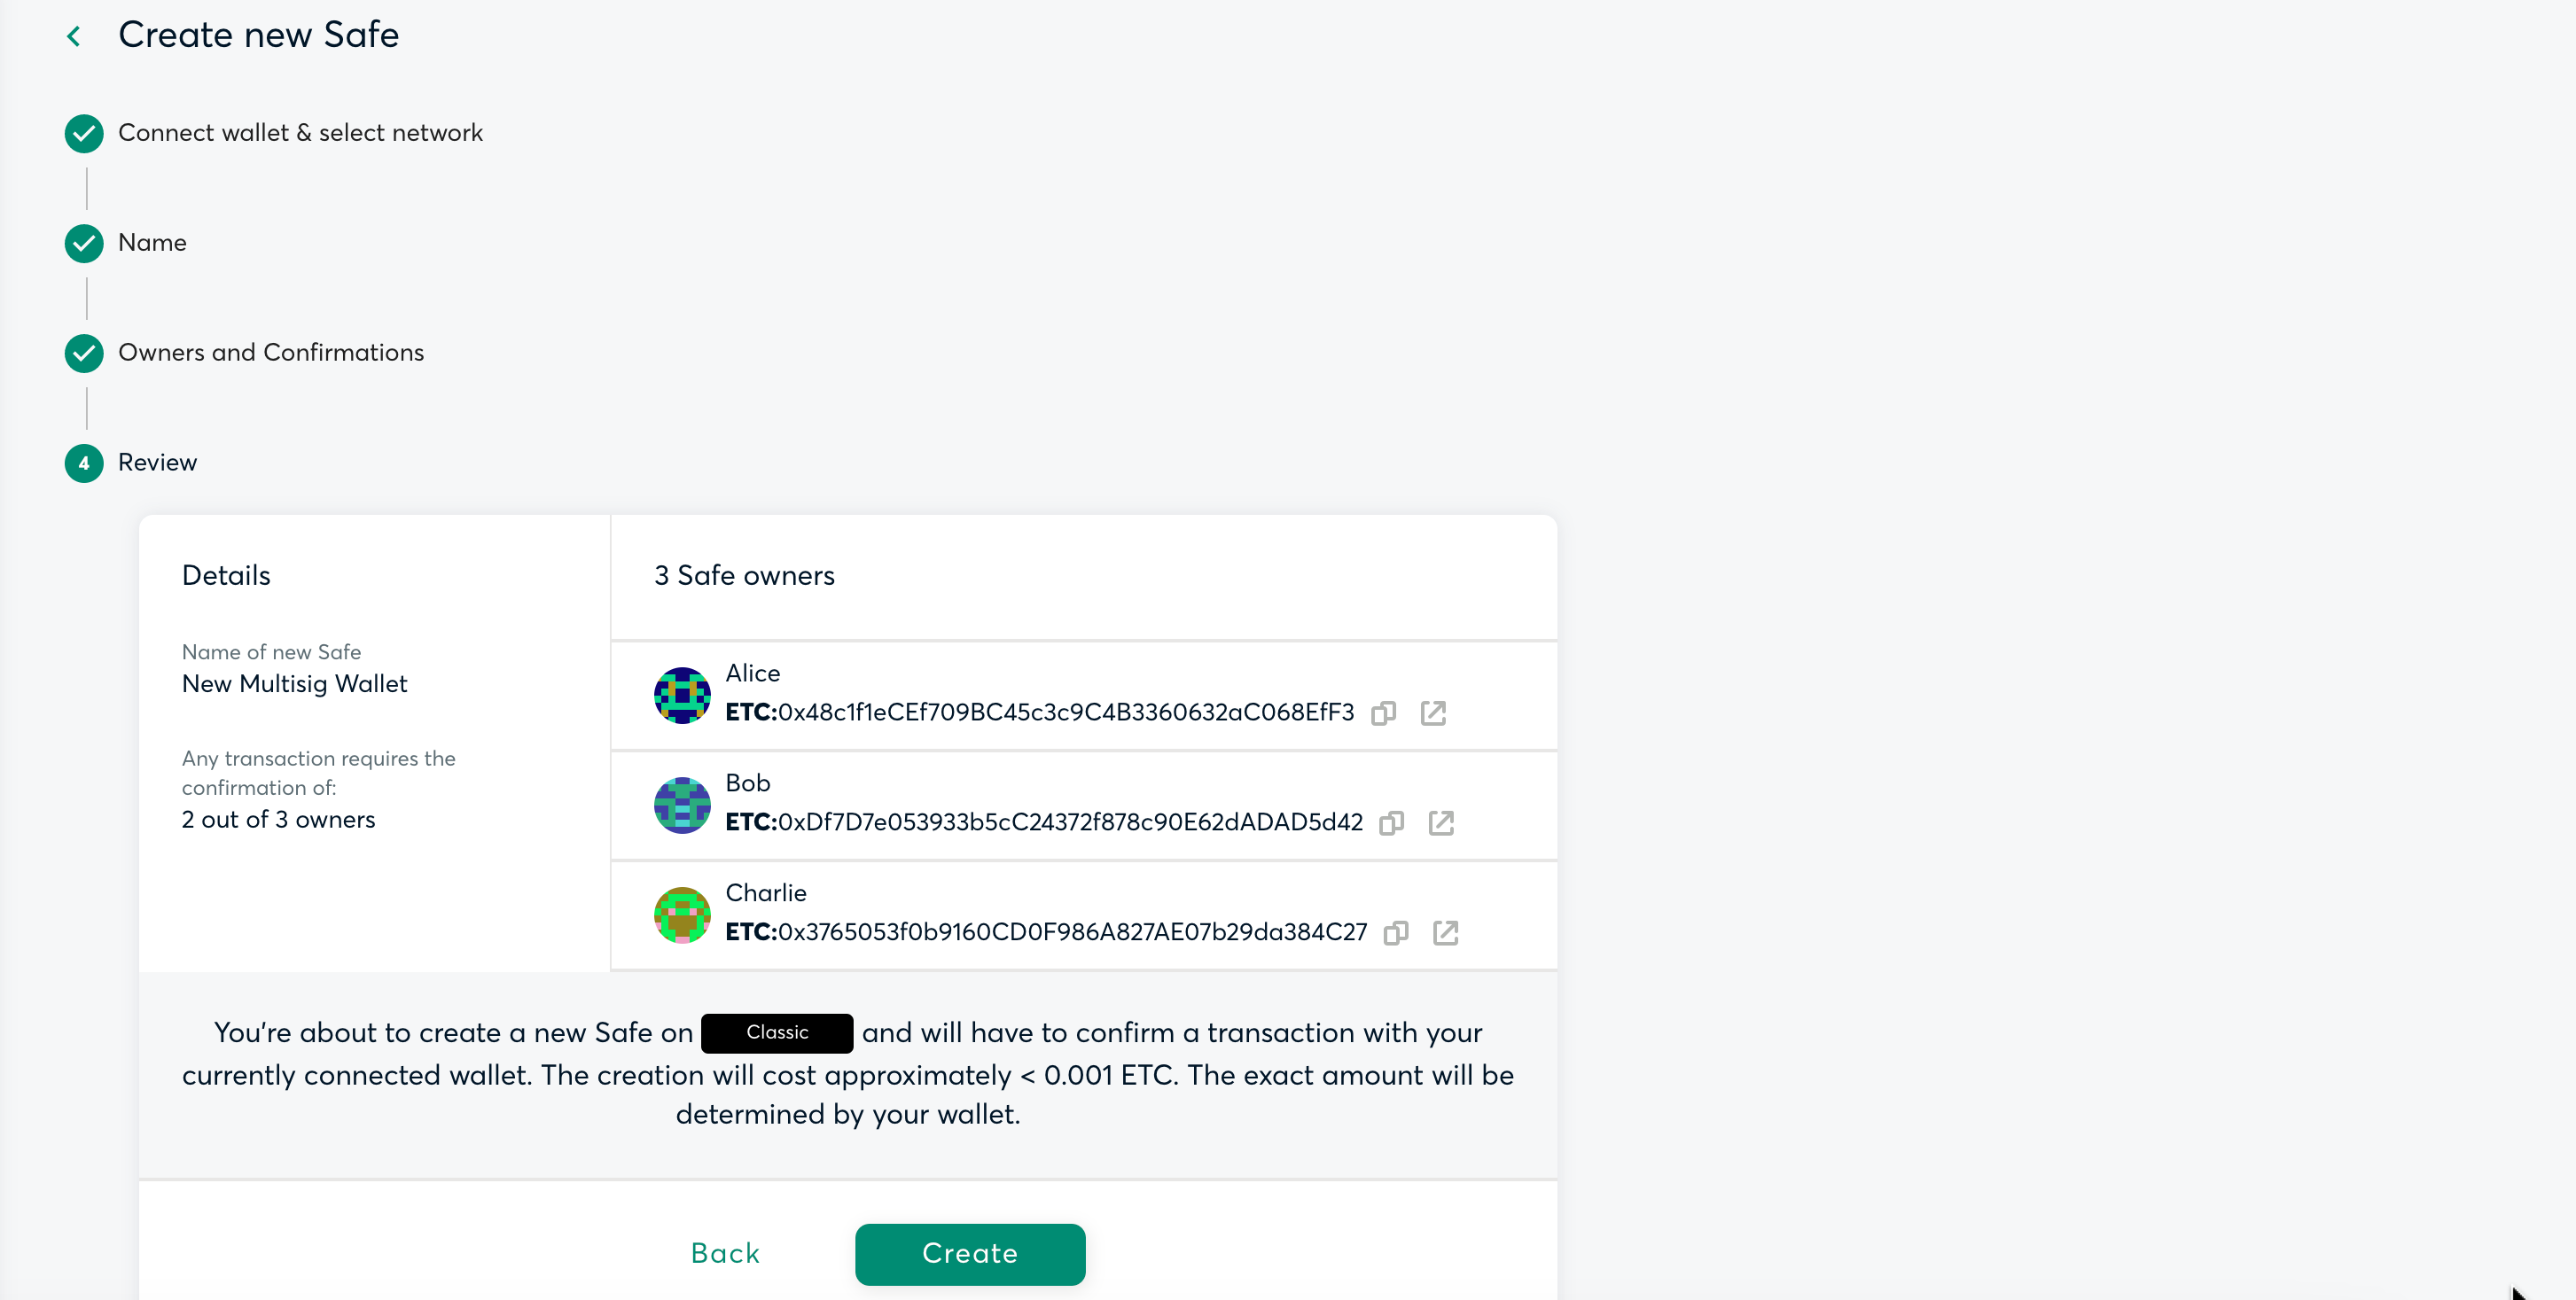 Create new Safe
Connect wallet & select network
Name
Owners and Confirmations
4 Review
Details
Name of new Safe
New Multisig Wallet
Any transaction requires the
confirmation of:
2 out of 3 owners
3 Safe owners
Alice
ETC:0x48c1f1eCEf709BC45c3c9C4B3360632aC068EfF3
Bob
ETC:0xDf7D7e053933b5cC24372f878c90E62dADAD5d42
Charlie
ETC:0x3765053f0b9160CD0F986A827AE07b29da384C27
You're about to create a new Safe on Classic and will have to confirm a transaction with your
currently connected wallet. The creation will cost approximately < 0.001 ETC. The exact amount will be
determined by your wallet.
Back
Create